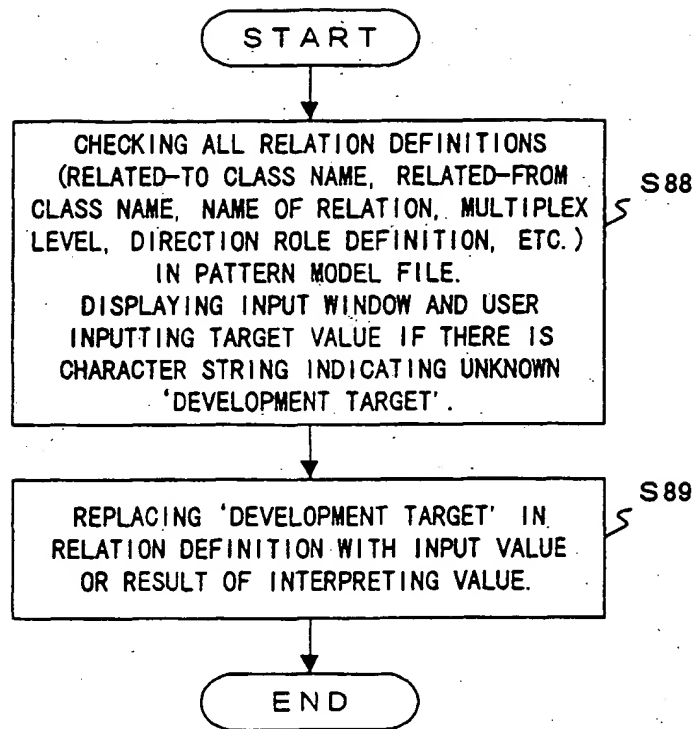 START
CHECKING ALL RELATION DEFINITIONS
(RELATED-TO CLASS NAME, RELATED-FROM
CLASS NAME, NAME OF RELATION, MULTIPLEX
LEVEL, DIRECTION ROLE DEFINITION, ETC.)
IN PATTERN MODEL FILE.
DISPLAYING INPUT WINDOW AND USER
INPUTTING TARGET VALUE IF THERE IS
CHARACTER STRING INDICATING UNKNOWN
'DEVELOPMENT TARGET'.
S88
REPLACING 'DEVELOPMENT TARGET' IN
RELATION DEFINITION WITH INPUT VALUE
OR RESULT OF INTERPRETING VALUE.
S89
END